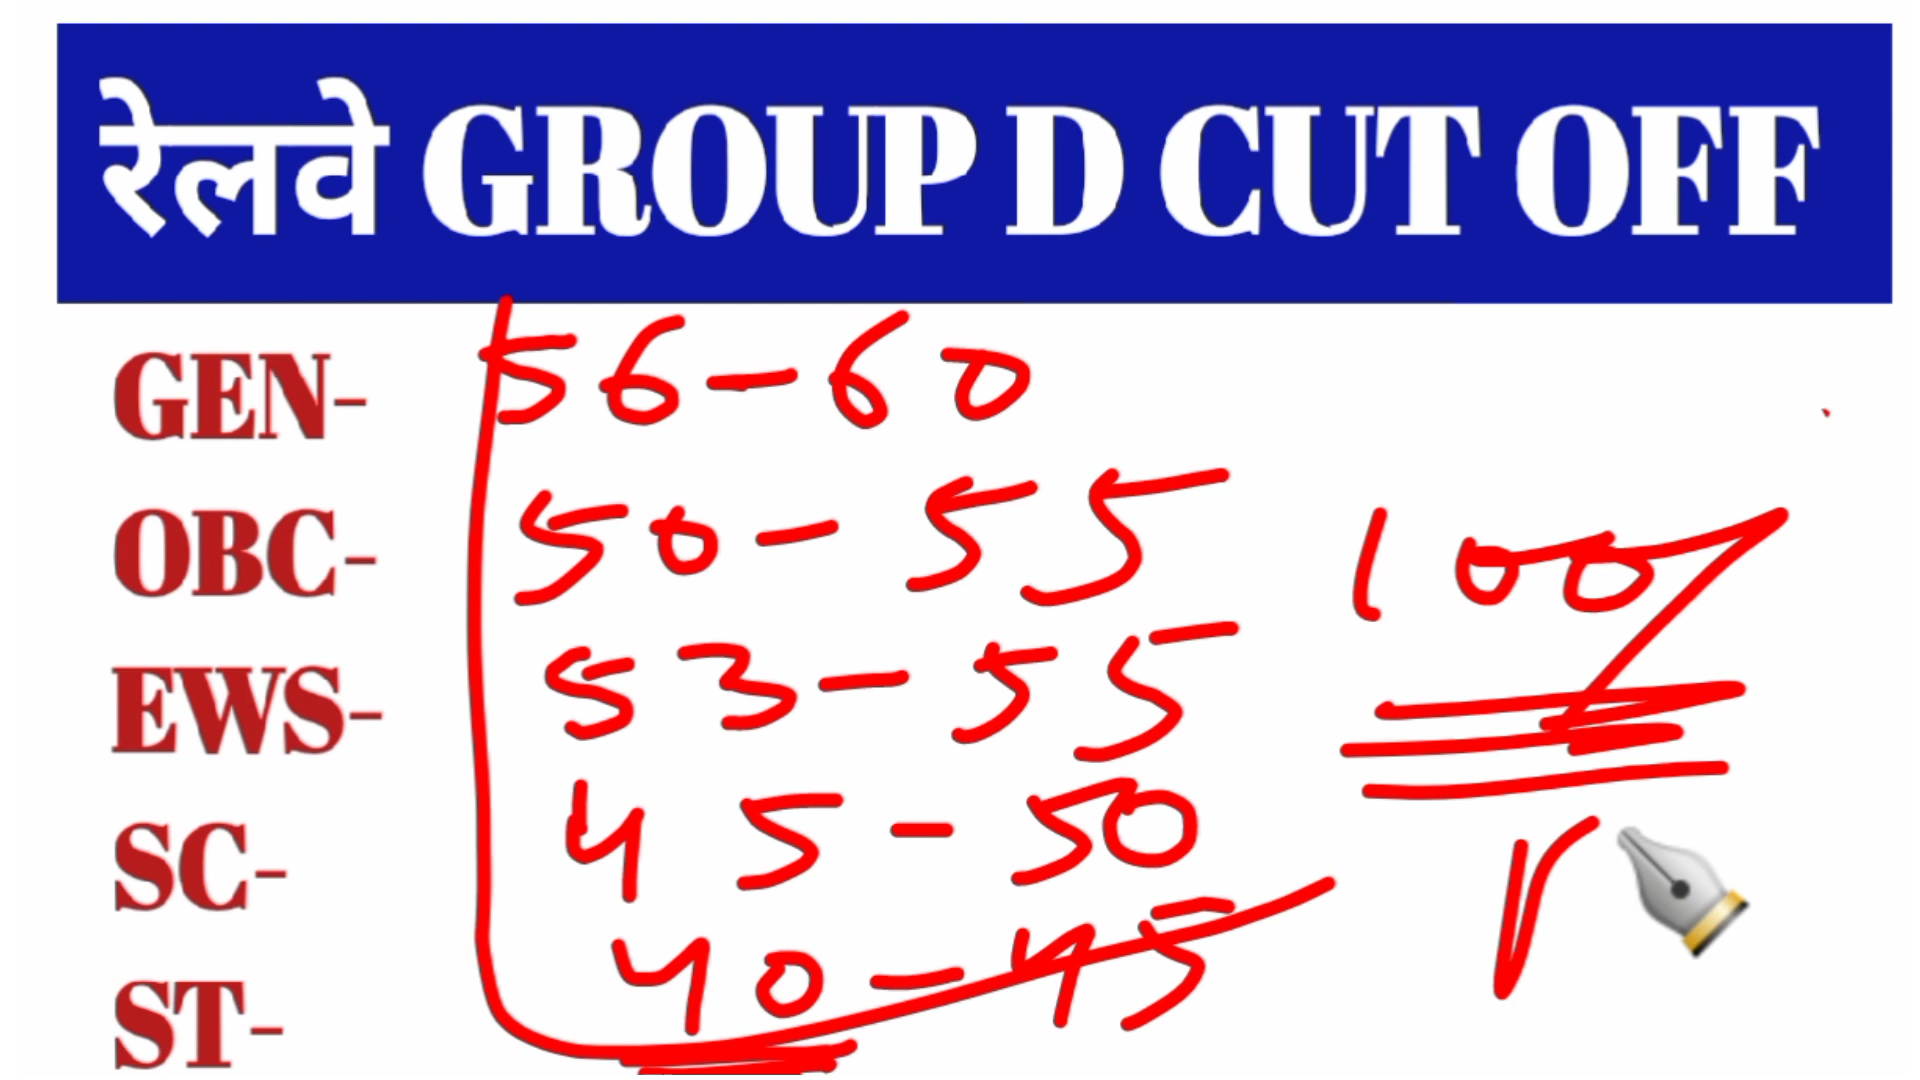 रेलवे GROUP D CUT OFF
GEN- 56-60
OBC- 50-55
100
EWS- 53-55
SC- 45-50
ST- 40-45